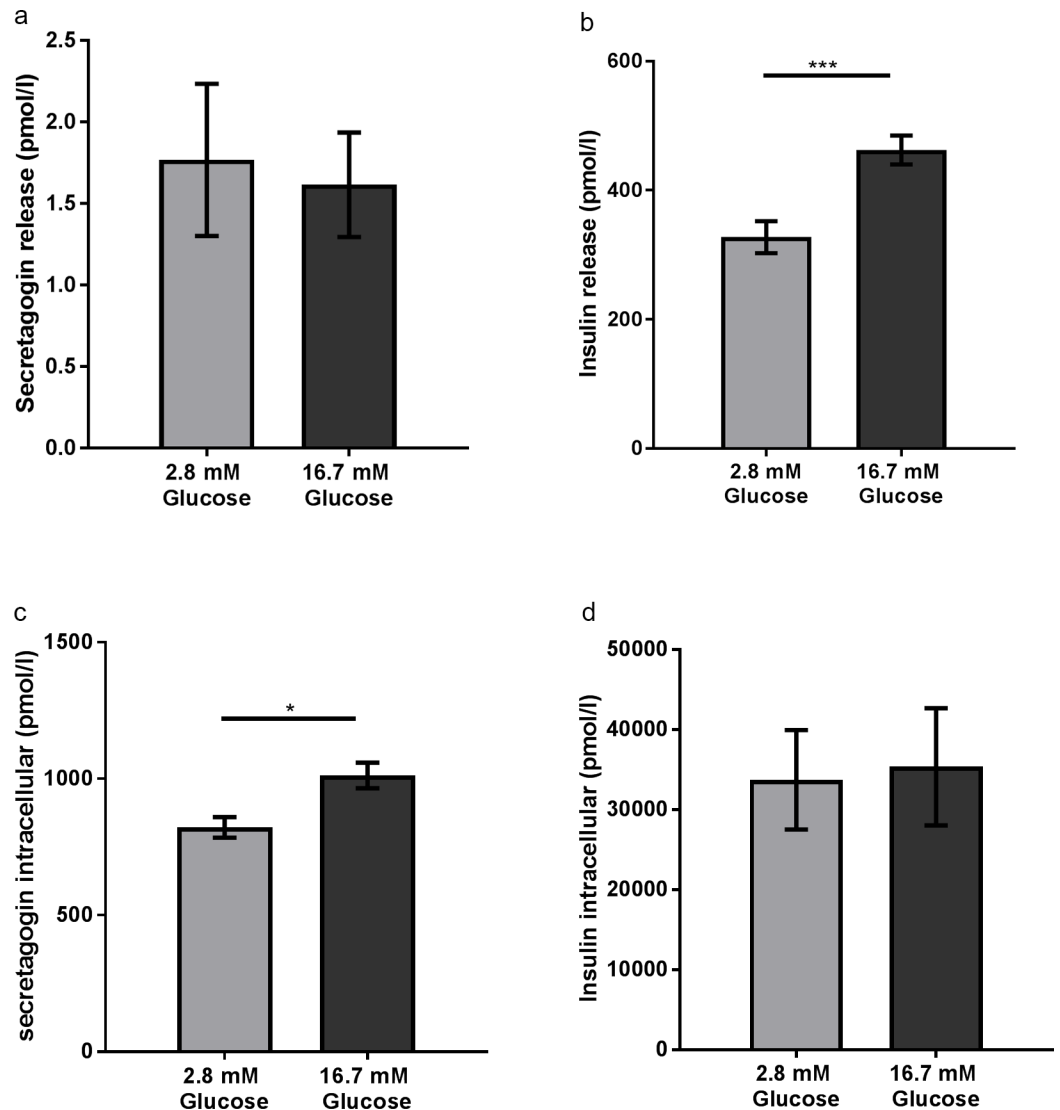 a
Secretagogin release (pmol/l)
2.5
2.0
1.5
1.0
0.5
0.0
2.8 mM
Glucose
16.7 mM
Glucose
b
Insulin release (pmol/l)
600
400
200
0
***
2.8 mM
Glucose
16.7 mM
Glucose
c
secretagogin intracellular (pmol/l)
1500
1000
500
0
*
2.8 mM
Glucose
16.7 mM
Glucose
d
Insulin intracellular (pmol/l)
50000
40000
30000
20000
10000
0
2.8 mM
Glucose
16.7 mM
Glucose